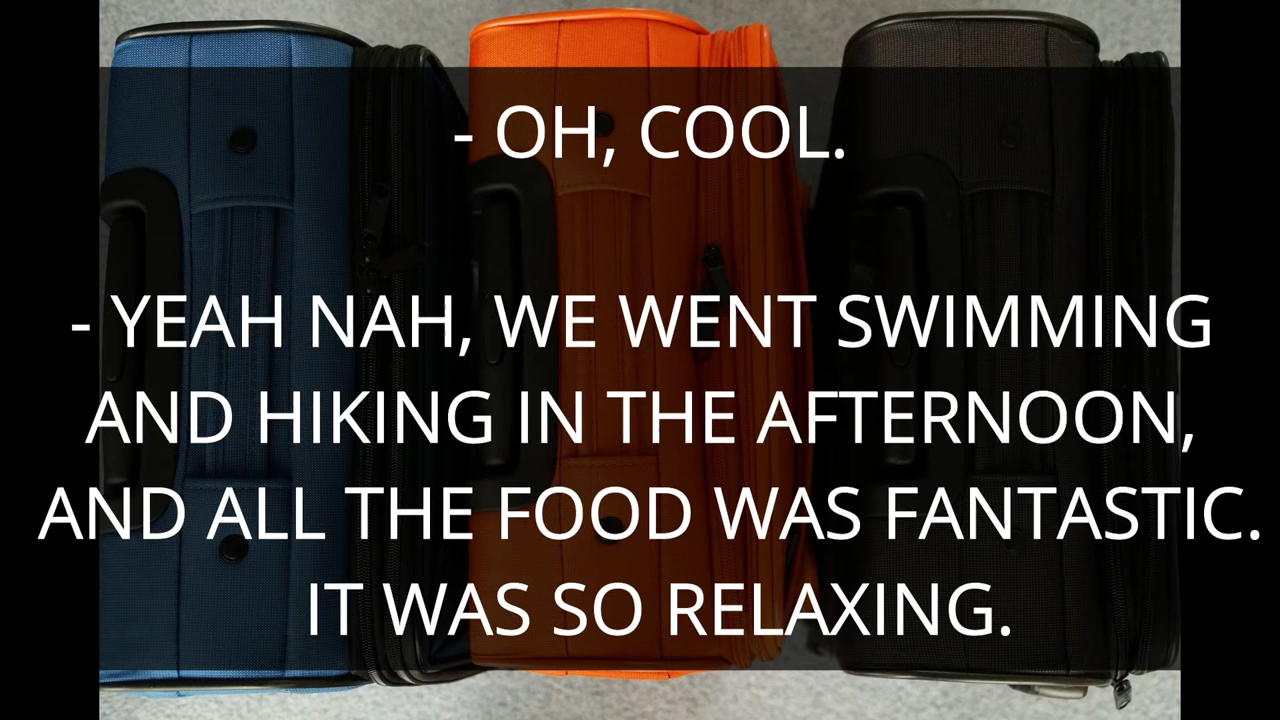 - OH, COOL.
- YEAH NAH, WE WENT SWIMMING
AND HIKING IN THE AFTERNOON,
AND ALL THE FOOD WAS FANTASTIC.
IT WAS SO RELAXING.